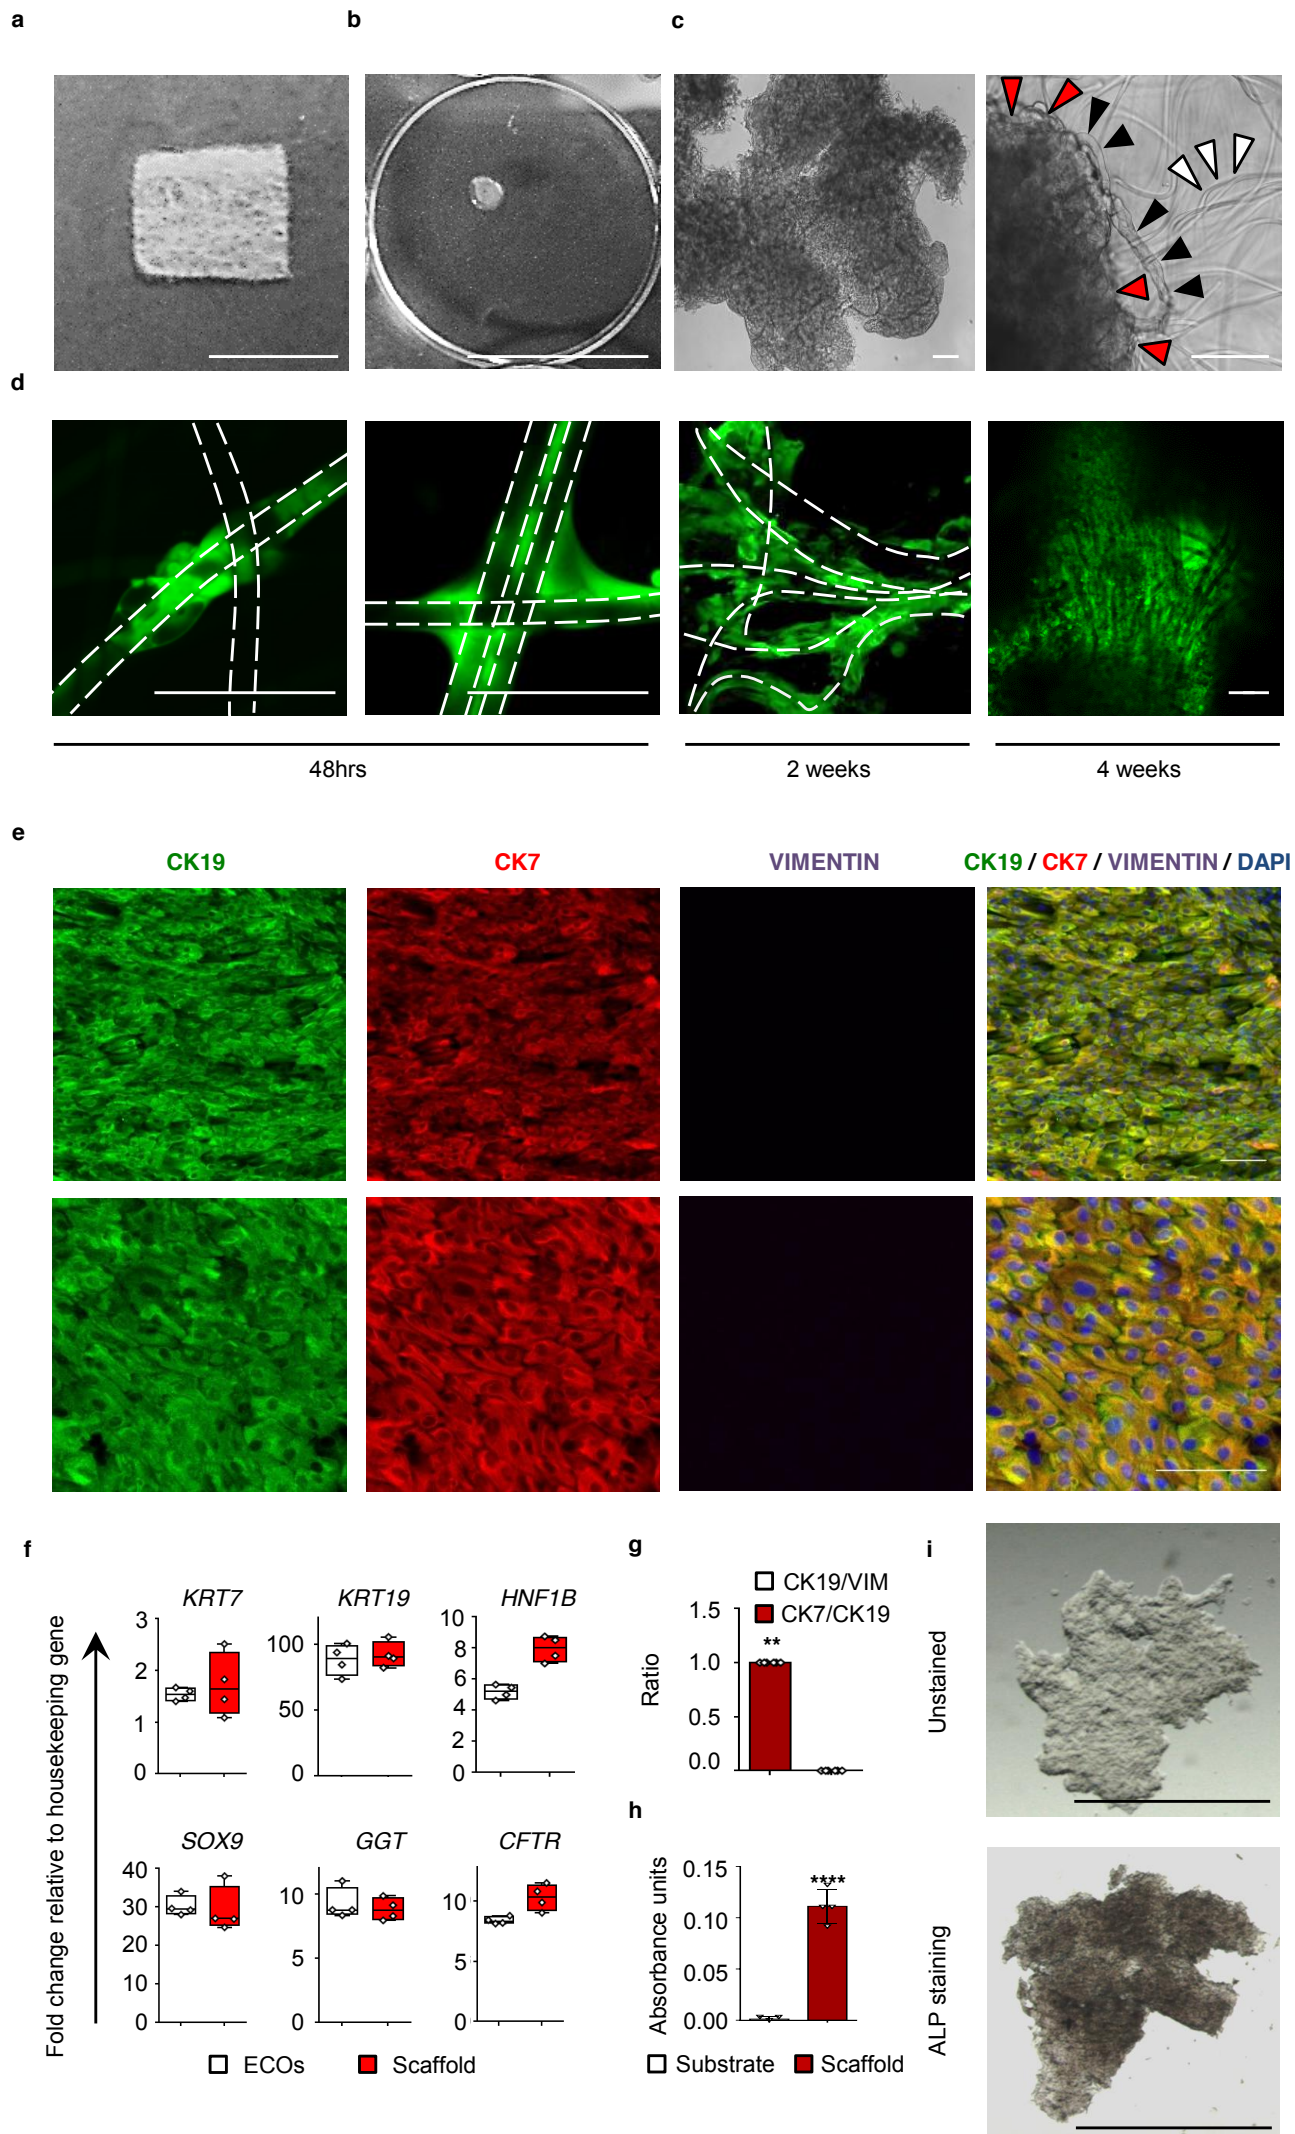 a
b
c
d
48hrs
2 weeks
4 weeks
e
CK19
CK7
VIMENTIN
CK19 / CK7 / VIMENTIN / DAPI
f
Fold change relative to housekeeping gene
KRT7
3
2
1
0
KRT19
100
50
0
HNF1B
10
8
6
4
2
0
SOX9
40
30
20
10
0
GGT
10
5
0
CFTR
10
5
0
ECOs
Scaffold
g
CK19/VIM
CK7/CK19
Ratio
1.5
1.0
0.5
0.0
**
h
Absorbance units
0.15
0.10
0.05
0.00
****
Substrate
Scaffold
i
Unstained
ALP staining